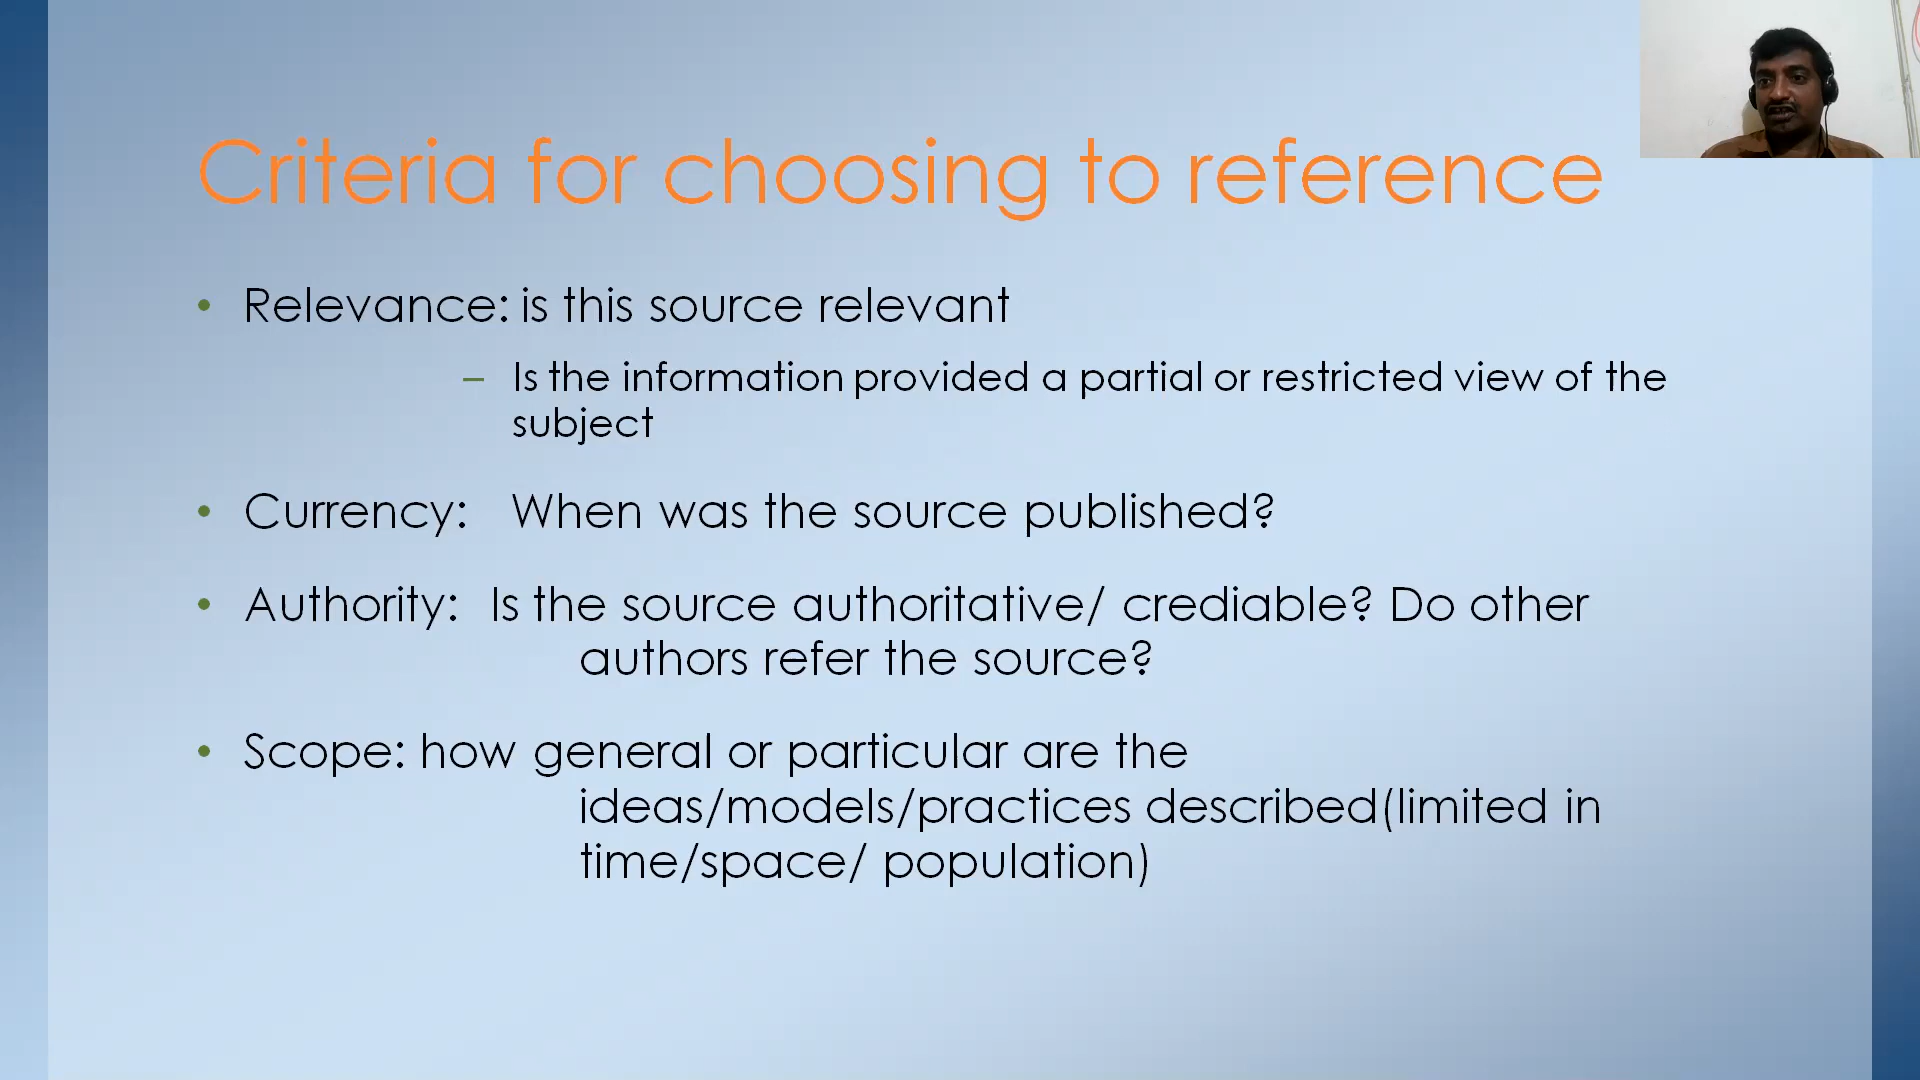 Criteria for choosing to reference
• Relevance: is this source relevant
– Is the information provided a partial or restricted view of the
subject
• Currency: When was the source published?
• Authority: Is the source authoritative/ crediable? Do other
authors refer the source?
• Scope: how general or particular are the
ideas/models/practices described(limited in
time/space/ population)